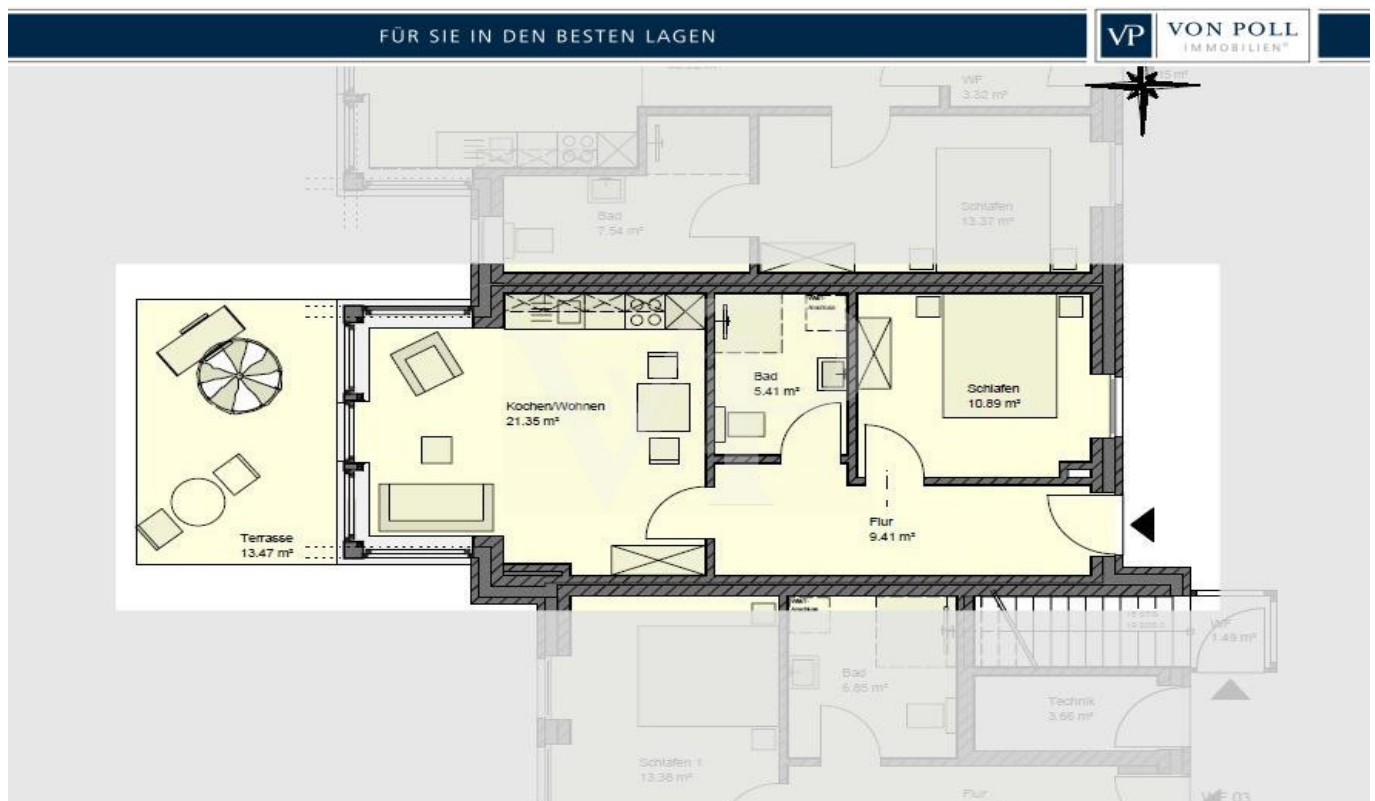 FÜR SIE IN DEN BESTEN LAGEN
VP
VON POLL
IMMOBILIEN®
WF
3.32 m²
Schlafen
13.37 m²
Bad
7.54 m²
Kochen/Wohnen
21.35 m²
Bad
5.41 m²
Schlafen
10.89 m²
Flur
9.41 m²
Terrasse
13.47 m²
WF
1.49 m²
Bad
6.85 m²
Technik
3.66 m²
Schlafen 1
13.38 m²
Flur
WE 03